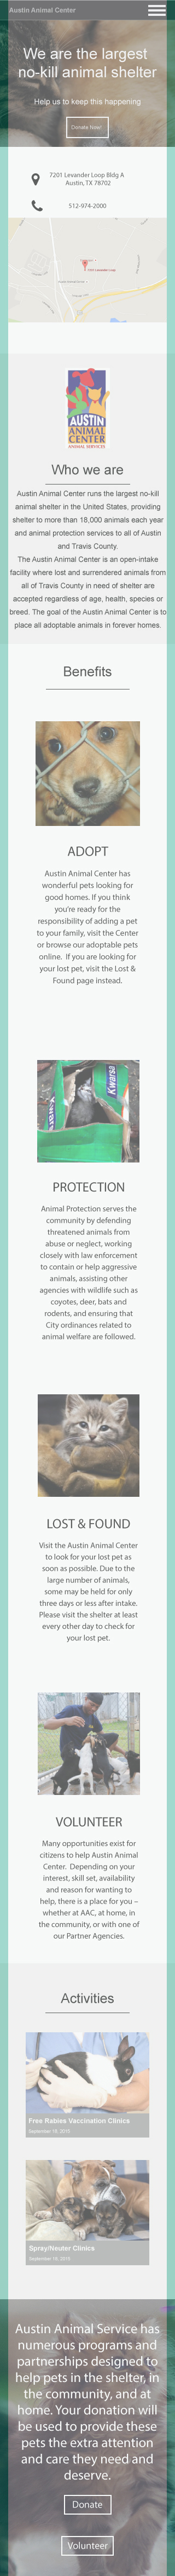 Austin Animal Center
We are the largest
no-kill animal shelter
Help us to keep this happening
Donate Now!
7201 Levander Loop Bldg A
Austin, TX 78702
512-974-2000
7201 Levander Loop
AUSTIN
ANIMAL
CENTER
ANIMAL SERVICES
Who we are
Austin Animal Center runs the largest no-kill
animal shelter in the United States, providing
shelter to more than 18,000 animals each year
and animal protection services to all of Austin
and Travis County.
The Austin Animal Center is an open-intake
facility where lost and surrendered animals from
all of Travis County in need of shelter are
accepted regardless of age, health, species or
breed. The goal of the Austin Animal Center is to
place all adoptable animals in forever homes.
Benefits
ADOPT
Austin Animal Center has
wonderful pets looking for
good homes. If you think
you're ready for the
responsibility of adding a pet
to your family, visit the Center
or browse our adoptable pets
online. If you are looking for
your lost pet, visit the Lost &
Found page instead.
PROTECTION
Animal Protection serves the
community by defending
threatened animals from
abuse or neglect, working
closely with law enforcement
to contain or help aggressive
animals, assisting other
agencies with wildlife such as
coyotes, deer, bats and
rodents, and ensuring that
City ordinances related to
animal welfare are followed.
LOST & FOUND
Visit the Austin Animal Center
to look for your lost pet as
soon as possible. Due to the
large number of animals,
some may be held for only
three days or less after intake.
Please visit the shelter at least
every other day to check for
your lost pet.
VOLUNTEER
Many opportunities exist for
citizens to help Austin Animal
Center. Depending on your
interest, skill set, availability
and reason for wanting to
help, there is a place for you –
whether at AAC, at home, in
the community, or with one of
our Partner Agencies.
Activities
Free Rabies Vaccination Clinics
September 19, 2015
Spray/Neuter Clinics
September 19, 2015
Austin Animal Service has
numerous programs and
partnerships designed to
help pets in the shelter, in
the community, and at
home. Your donation will
be used to provide these
pets the extra attention
and care they need and
deserve.
Donate
Volunteer